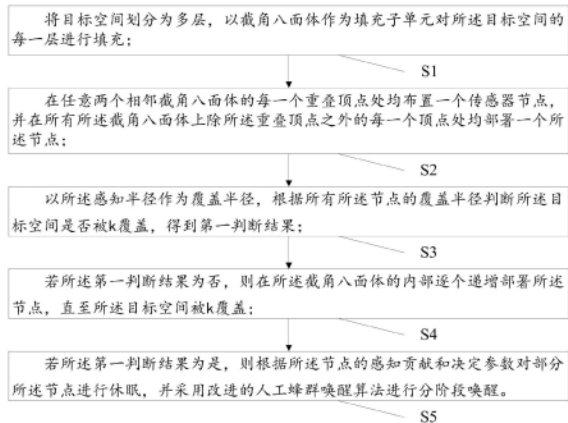 将目标空间划分为多层，以截角八面体作为填充子单元对所述目标空间的
每一层进行填充；
S1
在任意两个相邻截角八面体的每一个重叠顶点处均布置一个传感器节点，
并在所有所述截角八面体上除所述重叠顶点之外的每一个顶点处均部署一个所
述节点；
S2
以所述感知半径作为覆盖半径，根据所有所述节点的覆盖半径判断所述目
标空间是否被k覆盖，得到第一判断结果；
S3
若所述第一判断结果为否，则在所述截角八面体的内部逐个递增部署所述
节点，直至所述目标空间被k覆盖；
S4
若所述第一判断结果为是，则根据所述节点的感知贡献和决定参数对部分
所述节点进行休眠，并采用改进的人工蜂群唤醒算法进行分阶段唤醒。
S5